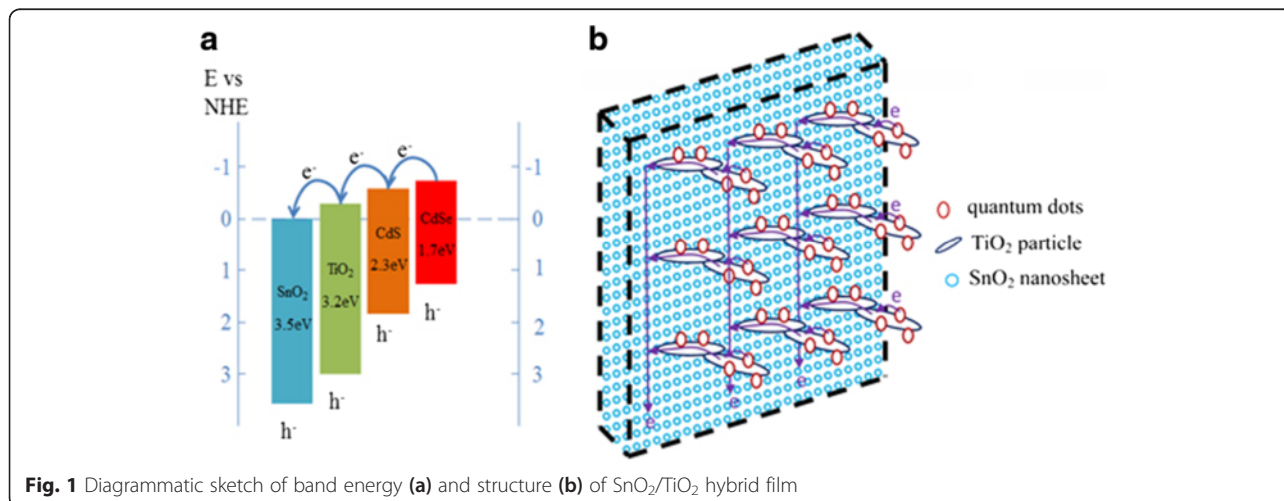 a
E vs
NHE
-1
0
1
2
3
e-
e-
e-
SnO₂
3.5eV
TiO₂
3.2eV
CdS
2.3eV
CdSe
1.7eV
h-
h-
h-
h-
-1
0
1
2
3
b
e
e
e
e
e
e
quantum dots
TiO₂ particle
SnO₂ nanosheet
Fig. 1 Diagrammatic sketch of band energy (a) and structure (b) of SnO₂/TiO₂ hybrid film